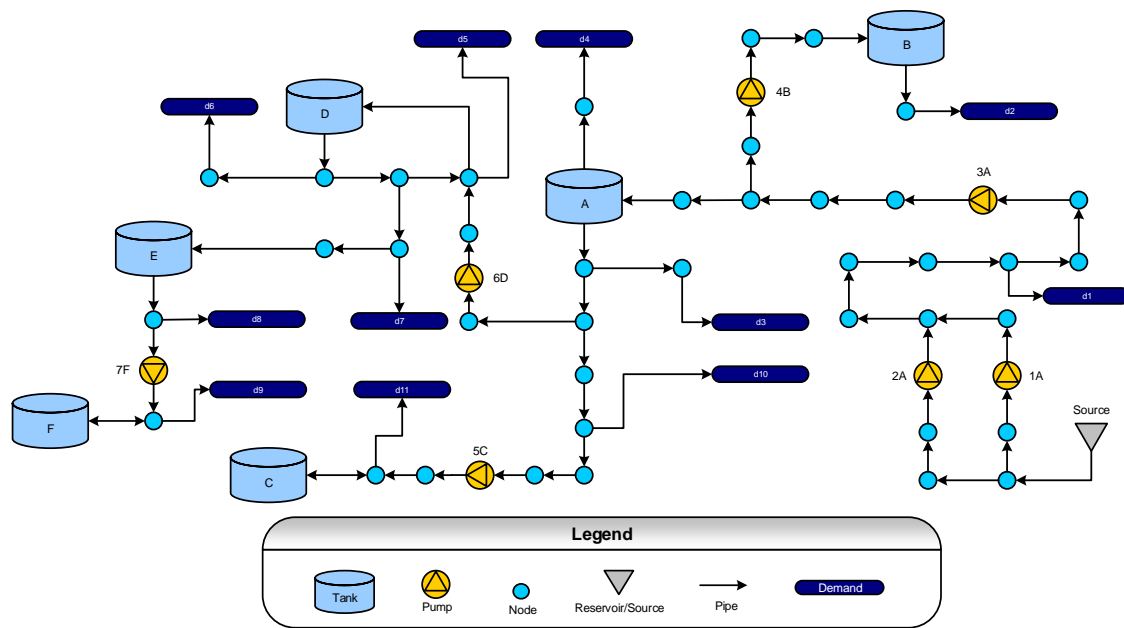 d5
d4
B
4B
d6
D
d2
3A
A
E
6D
d1
d8
d7
d3
7F
d10
2A
1A
d9
d11
Source
F
5C
C
Legend
Tank
Pump
Node
Reservoir/Source
Pipe
Demand